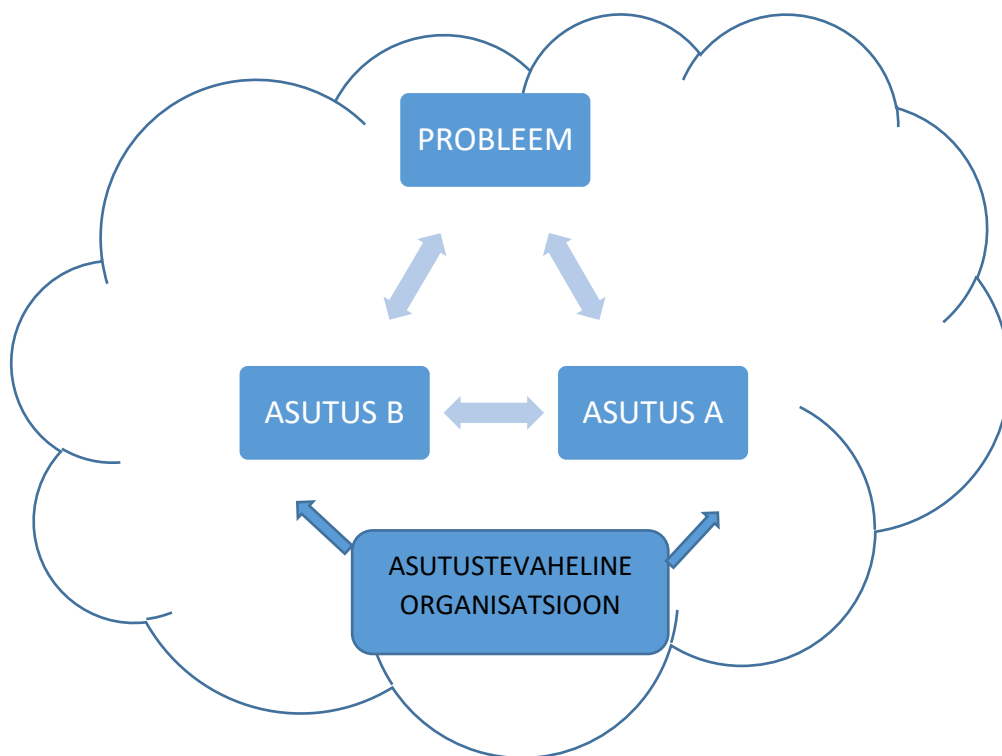 PROBLEEM
ASUTUS B
ASUTUS A
ASUTUSTEVAHELINE
ORGANISATSIOON